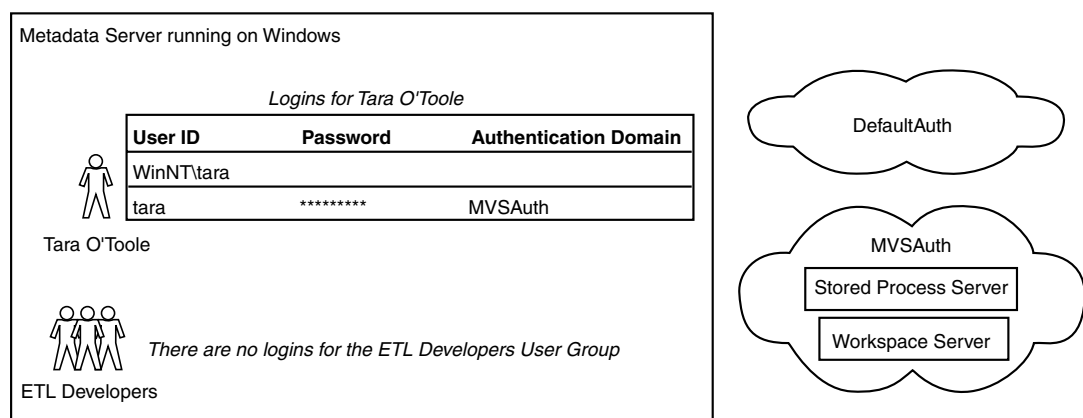 Metadata Server running on Windows
Logins for Tara O'Toole
User ID Password Authentication Domain
WinNT\tara
tara ********* MVSAuth
Tara O'Toole
There are no logins for the ETL Developers User Group
ETL Developers
DefaultAuth
MVSAuth
Stored Process Server
Workspace Server